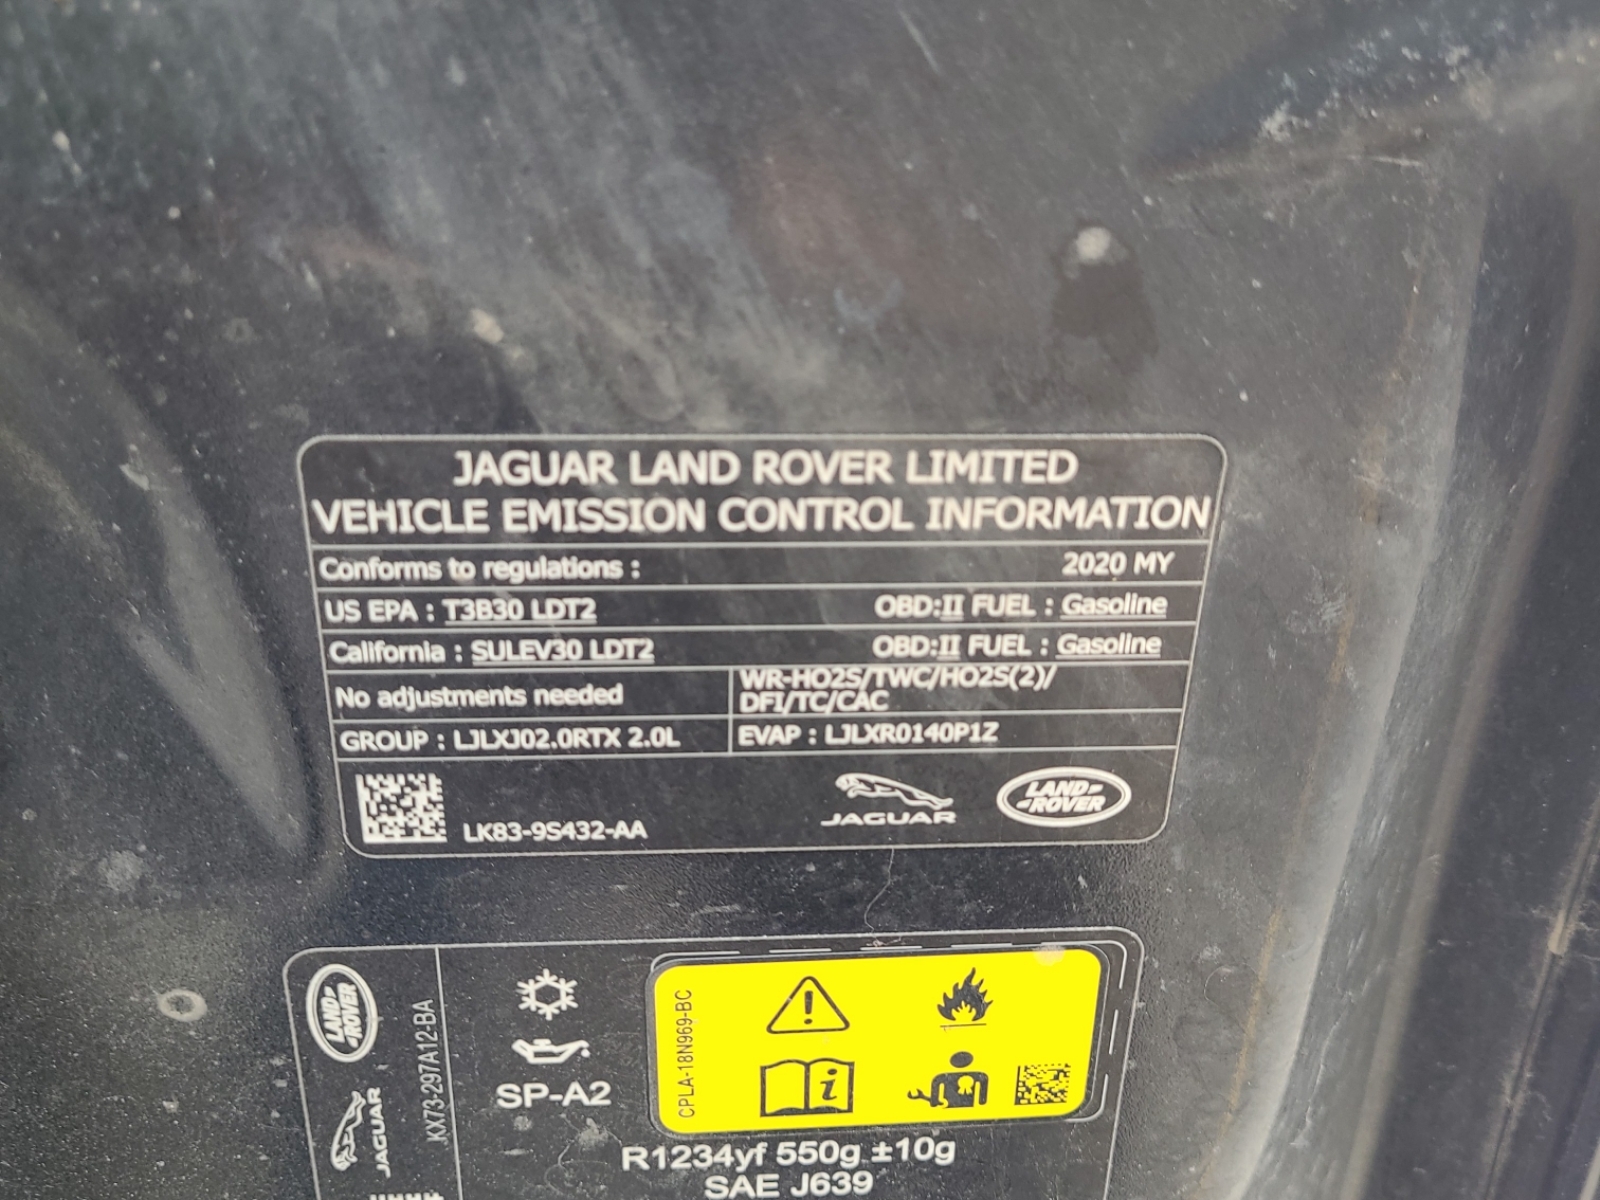 JAGUAR LAND ROVER LIMITED
VEHICLE EMISSION CONTROL INFORMATION
Conforms to regulations : 2020 MY
US EPA : T3B30 LDT2 OBD:II FUEL : Gasoline
California : SULEV30 LDT2 OBD:II FUEL : Gasoline
No adjustments needed
WR-HO2S/TWC/HO2S(2)/
DFI/TC/CAC
GROUP : LJLXJ02.0RTX 2.0L
EVAP : LJLXR0140P1Z
LK83-9S432-AA
JAGUAR
LAND
ROVER
LAND
ROVER
JAGUAR
KX73-297A12-BA
SP-A2
CPLA-18N969-BC
R1234yf 550g ±10g
SAE J639